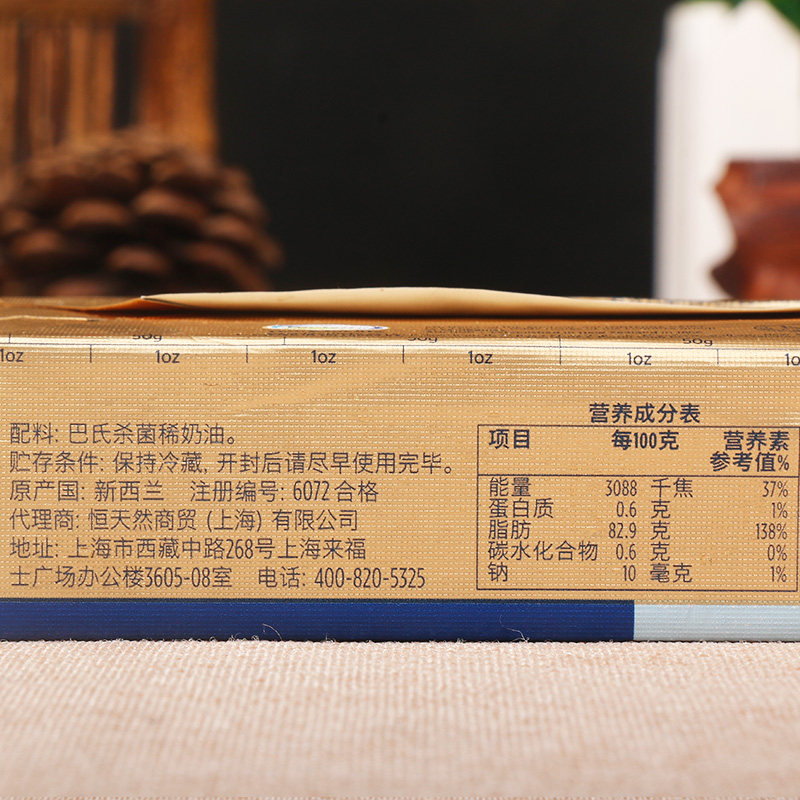 50g 50g 50g
1oz 1oz 1oz 1oz 1oz
配料: 巴氏杀菌稀奶油。
贮存条件: 保持冷藏, 开封后请尽早使用完毕。
原产国: 新西兰 注册编号: 6072 合格
代理商: 恒天然商贸 (上海) 有限公司
地址: 上海市西藏中路268号上海来福
士广场办公楼3605-08室 电话: 400-820-5325
营养成分表
项目 每100克 营养素参考值%
能量 3088 千焦 37%
蛋白质 0.6 克 1%
脂肪 82.9 克 138%
碳水化合物 0.6 克 0%
钠 10 毫克 1%